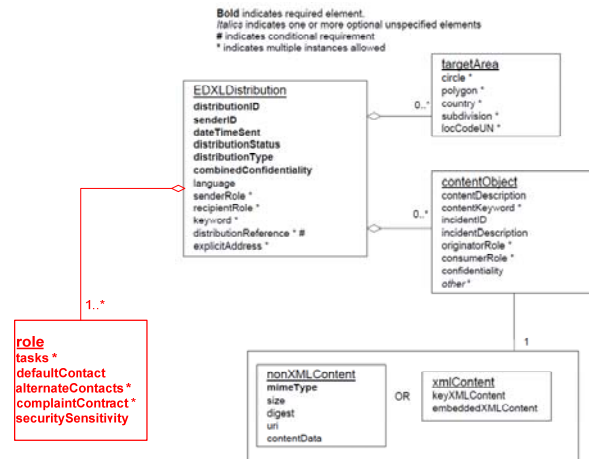 Bold indicates required element.
Italics indicates one or more optional unspecified elements
# indicates conditional requirement
* indicates multiple instances allowed
EDXLDistribution
distributionID
senderID
dateTimeSent
distributionStatus
distributionType
combinedConfidentiality
language
senderRole *
recipientRole *
keyword *
distributionReference * #
explicitAddress *
0..*
targetArea
circle *
polygon *
country *
subdivision *
locCodeUN *
0..*
contentObject
contentDescription
contentKeyword *
incidentID
incidentDescription
originatorRole *
consumerRole *
confidentiality
other *
1..*
role
tasks *
defaultContact
alternateContacts *
complaintContract *
securitySensitivity
1
nonXMLContent
mimeType
size
digest
uri
contentData
OR
xmlContent
keyXMLContent
embeddedXMLContent